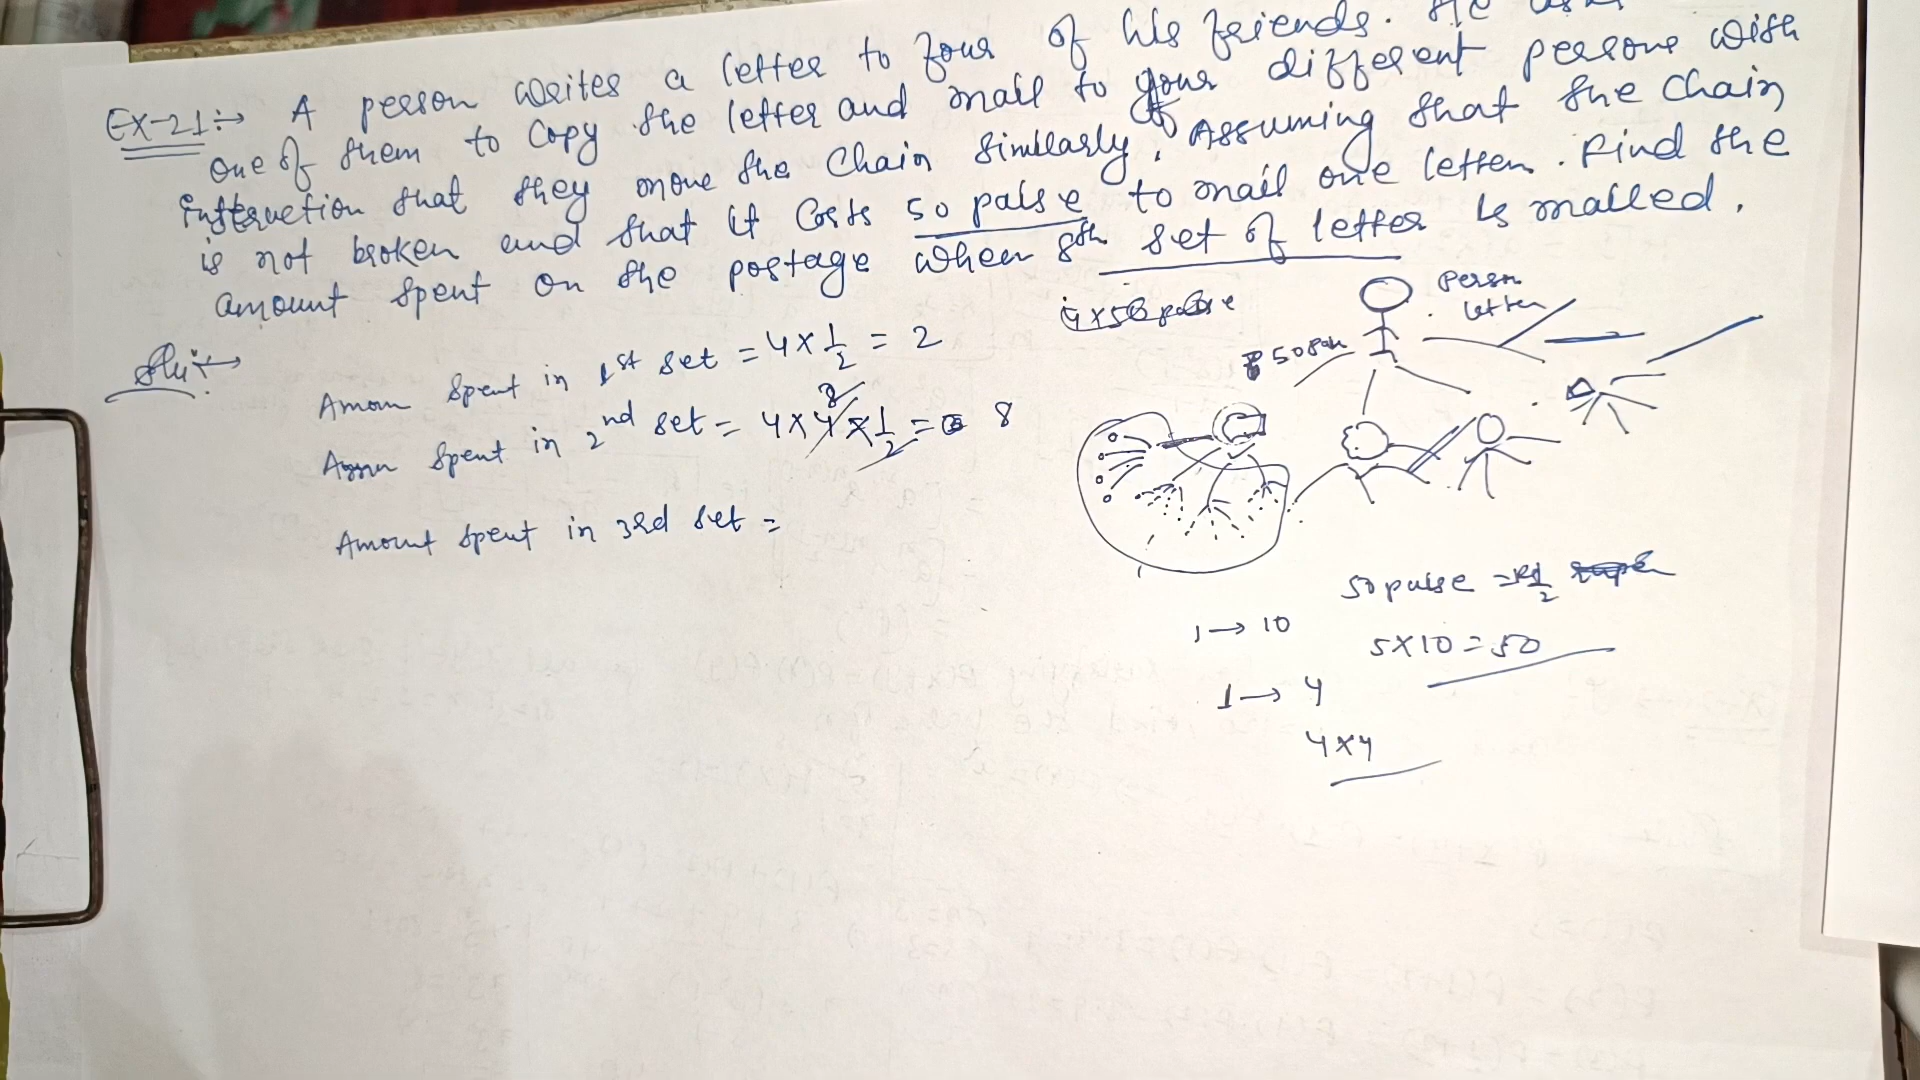 Ex-21:→ A person writes a letter to four of his friends. He
one of them to copy the letter and mail to four different persons with
instruction that they move the chain similarly. Assuming that the chain
is not broken and that it costs 50 paise to mail one letter. Find the
amount spent on the postage when 8th set of letter is mailed.
Person
letter
Amoun spent in 1st set = 4 × 1/2 = 2
Amoun spent in 2nd set = 4 × 4 × 1/2 = 8
Amount spent in 3rd set =
50 paise = 1/2
1 → 10
5 × 10 = 50
1 → 4
4 × 4